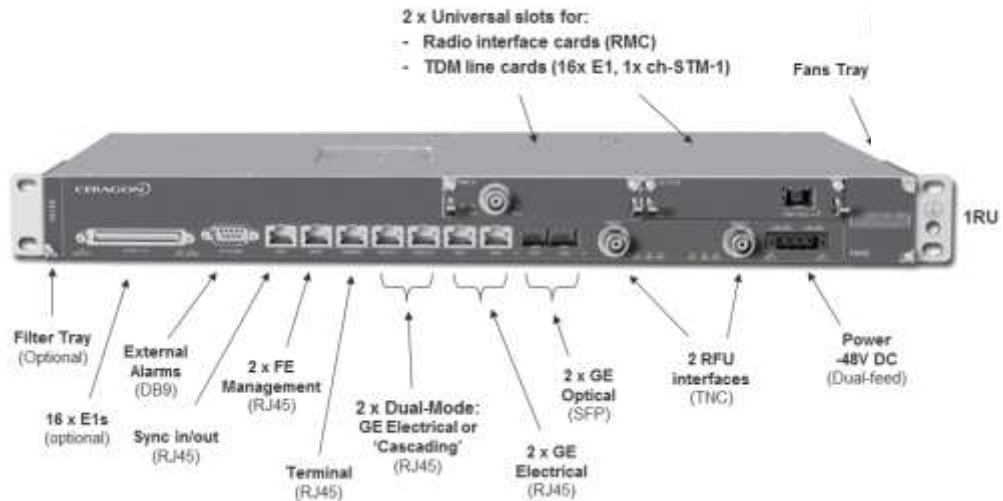 2 x Universal slots for:
- Radio interface cards (RMC)
- TDM line cards (16x E1, 1x ch-STM-1)
Fans Tray
CERAGON
1RU
Filter Tray
(Optional)
16 x E1s
(optional)
External
Alarms
(DB9)
Sync in/out
(RJ45)
2 x FE
Management
(RJ45)
Terminal
(RJ45)
2 x Dual-Mode:
GE Electrical or
'Cascading'
(RJ45)
2 x GE
Electrical
(RJ45)
2 x GE
Optical
(SFP)
2 RFU
interfaces
(TNC)
Power
-48V DC
(Dual-feed)